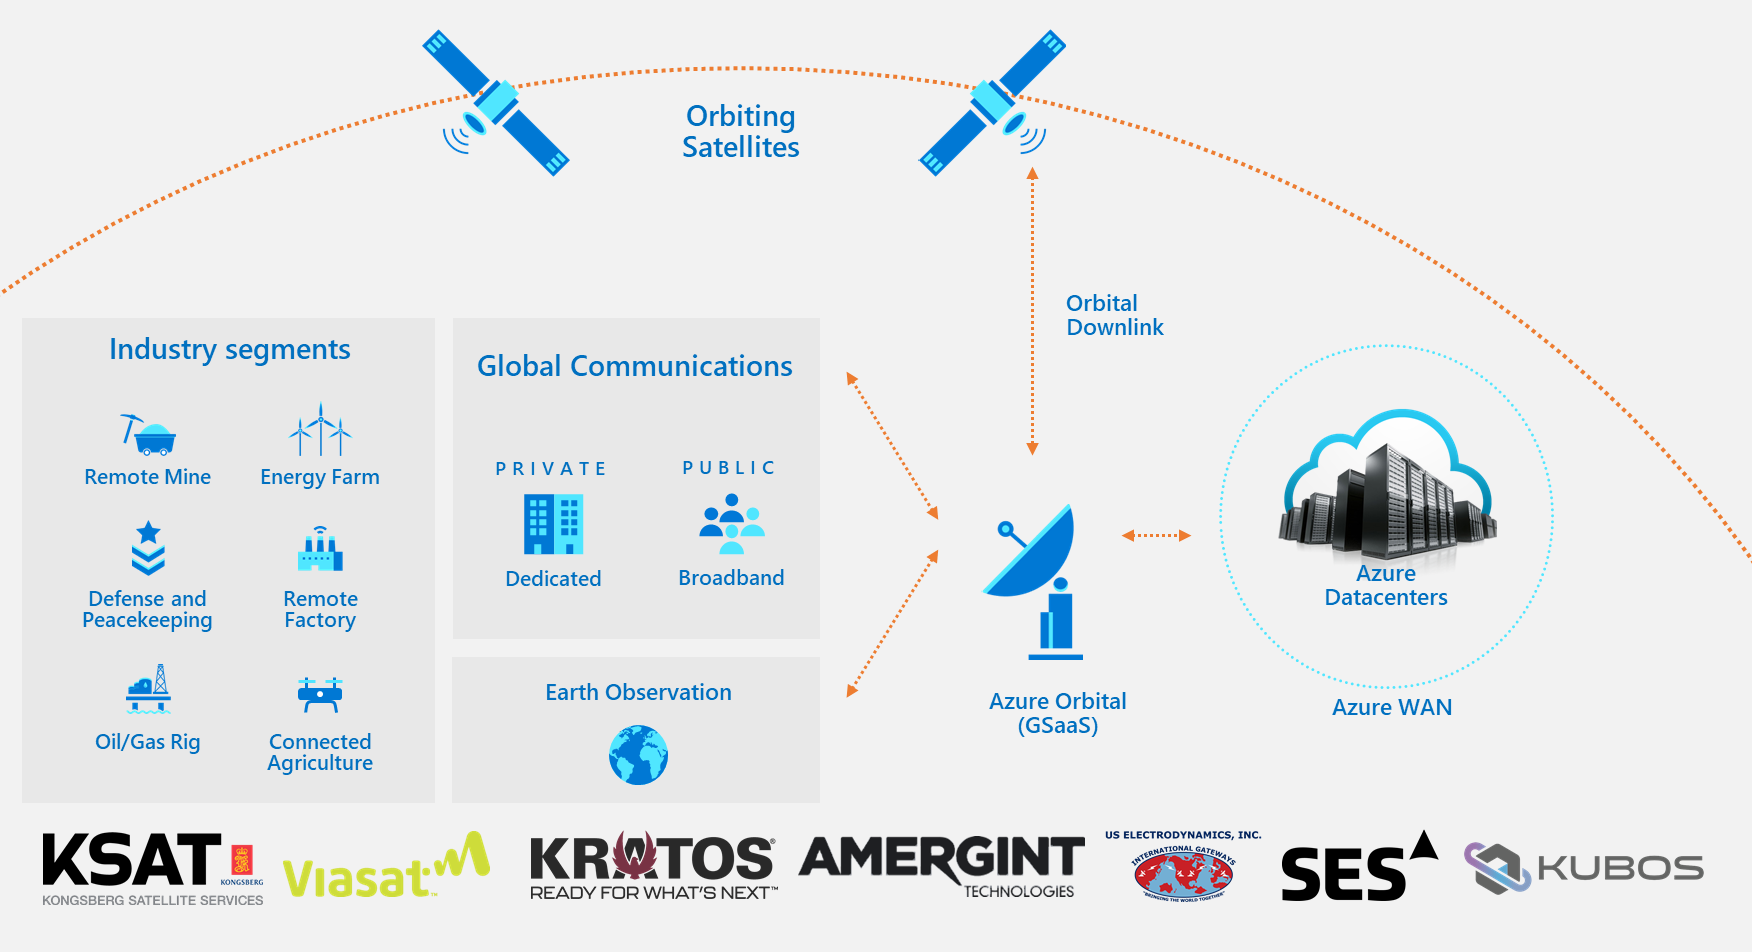 Orbiting
Satellites
Orbital
Downlink
Industry segments
Remote Mine
Energy Farm
Defense and
Peacekeeping
Remote
Factory
Oil/Gas Rig
Connected
Agriculture
Global Communications
PRIVATE
PUBLIC
Dedicated
Broadband
Earth Observation
Azure Orbital
(GSaaS)
Azure
Datacenters
Azure WAN
KSAT
KONGSBERG
KONGSBERG SATELLITE SERVICES
Viasat™
KRATOS®
READY FOR WHAT'S NEXT™
AMERGINT
TECHNOLOGIES
US ELECTRODYNAMICS, INC.
INTERNATIONAL GATEWAYS
"BRINGING THE WORLD TOGETHER"
SES
KUBOS